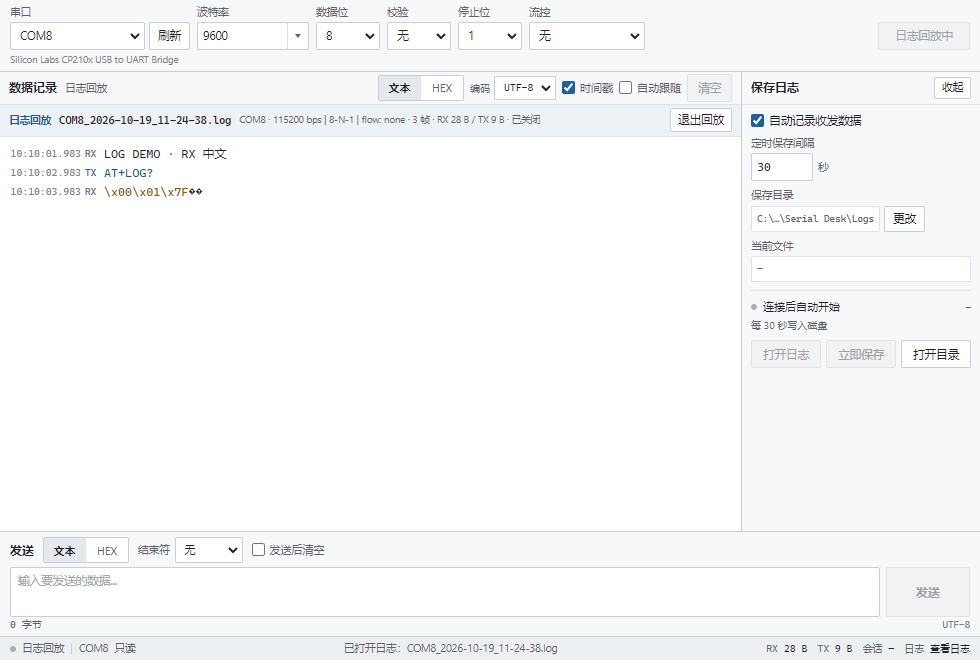 串口 波特率 数据位 校验 停止位 流控
COM8 刷新 9600 8 无 1 无 日志回放中
Silicon Labs CP210x USB to UART Bridge
数据记录 日志回放 文本 HEX 编码 UTF-8 时间戳 自动跟随 清空
日志回放 COM8_2026-10-19_11-24-38.log COM8 · 115200 bps | 8-N-1 | flow: none · 3 帧 · RX 28 B / TX 9 B · 已关闭 退出回放
10:10:01.983 RX LOG DEMO · RX 中文
10:10:02.983 TX AT+LOG?
10:10:03.983 RX \x00\x01\x7F��
保存日志 收起
自动记录收发数据
定时保存间隔
30 秒
保存目录
C:\…\Serial Desk\Logs 更改
当前文件
–
连接后自动开始 –
每 30 秒写入磁盘
打开日志 立即保存 打开目录
发送 文本 HEX 结束符 无 发送后清空
输入要发送的数据…
发送
0 字节 UTF-8
日志回放 COM8 只读 已打开日志: COM8_2026-10-19_11-24-38.log RX 28 B TX 9 B 会话 – 日志 查看日志